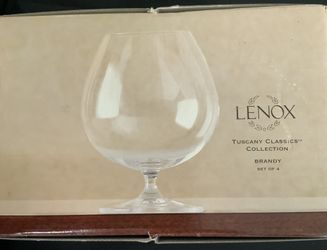 LENOX
TUSCANY CLASSICS™
COLLECTION
BRANDY
SET OF 4